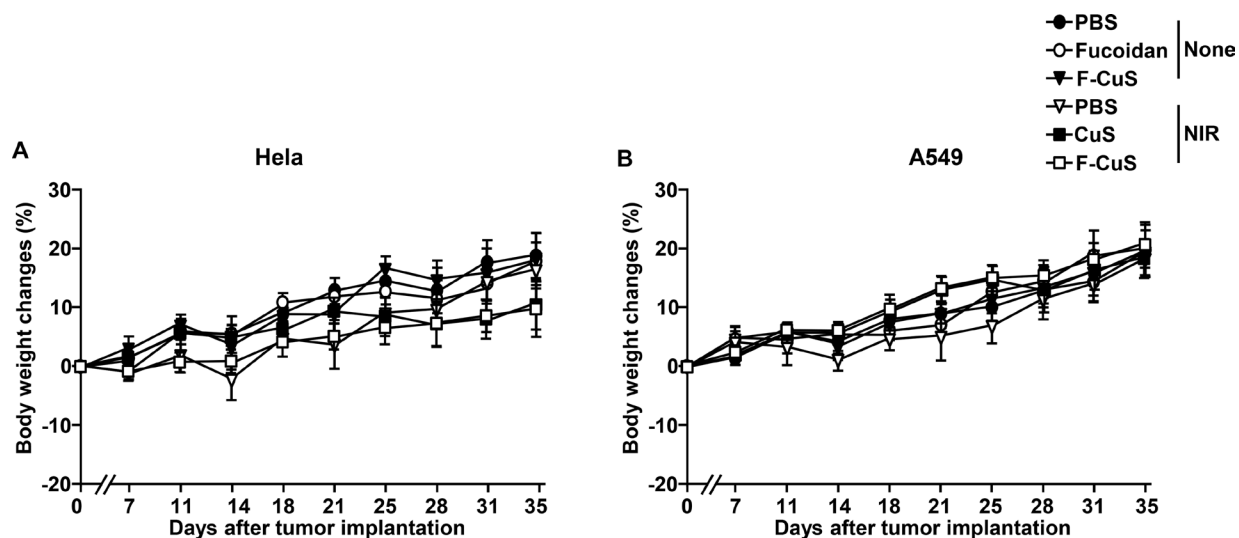 PBS
Fucoidan
None
F-CuS
PBS
CuS
NIR
F-CuS
A
Hela
Body weight changes (%)
30
20
10
0
-10
-20
0 7 11 14 18 21 25 28 31 35
Days after tumor implantation
B
A549
Body weight changes (%)
30
20
10
0
-10
-20
0 7 11 14 18 21 25 28 31 35
Days after tumor implantation